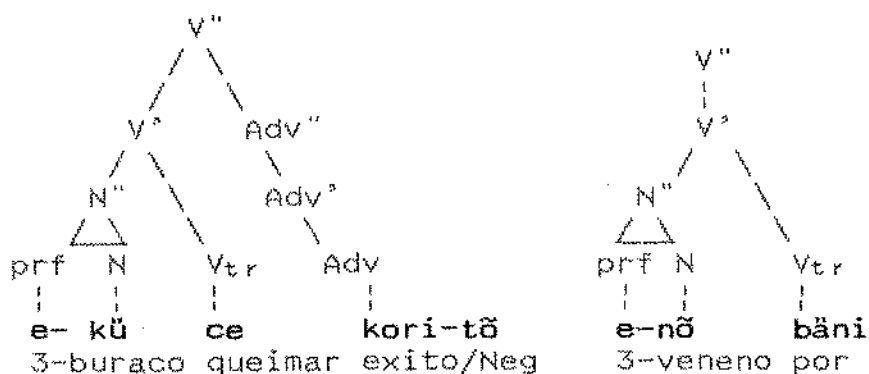 V"
V"
V' Adv"
V'
N" Adv'
N"
prf N Vtr Adv
prf N Vtr
e- kü ce kori-tõ e-nõ bäni
3-buraco queimar exito/Neg 3-veneno por